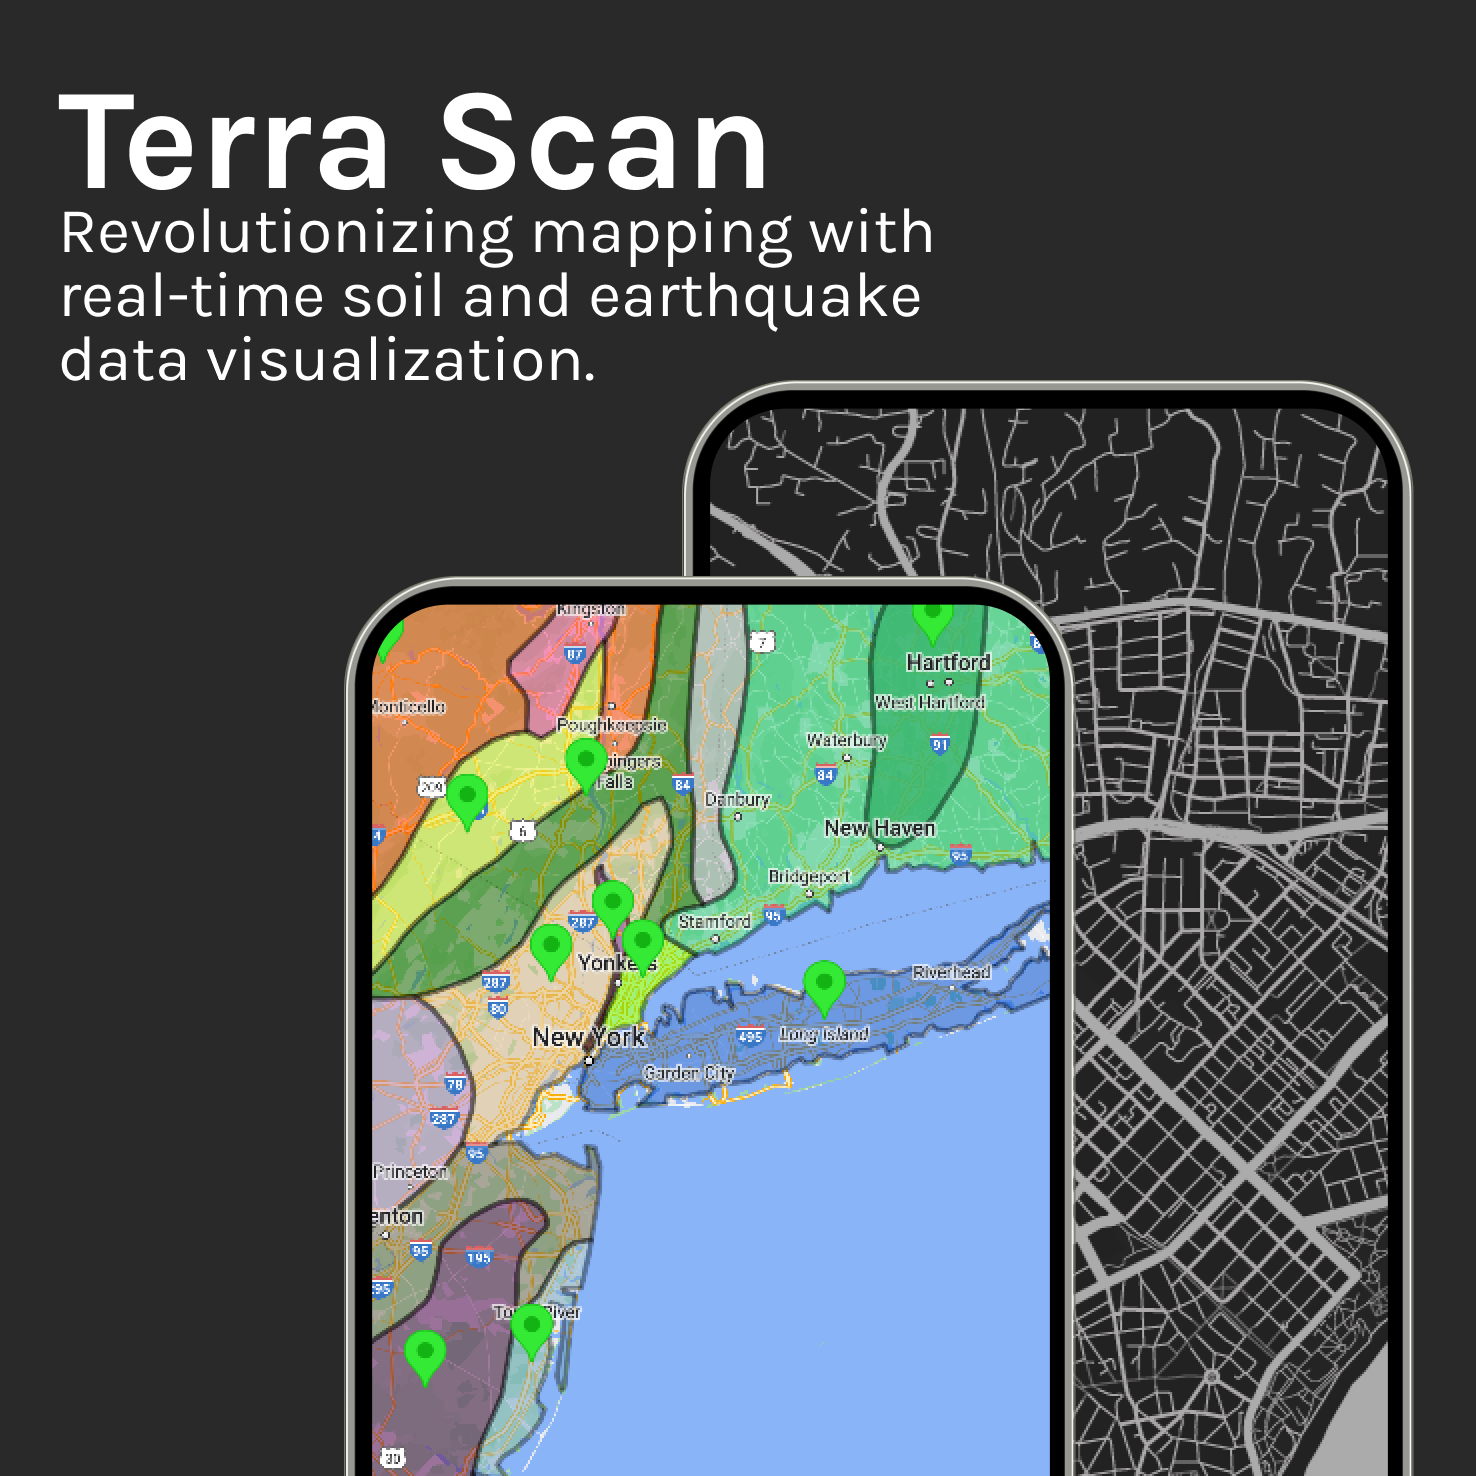 Terra Scan
Revolutionizing mapping with
real-time soil and earthquake
data visualization.
Kingston
87
7
Hartford
West Hartford
Monticello
Poughkeepsie
Waterbury
91
84
pingers
Falls
84
209
Danbury
6
New Haven
95
Bridgeport
95
Stamford
287
Yonkers
Riverhead
287
80
New York
495
Long Island
Garden City
78
287
95
Princeton
enton
95
195
295
Toms River
30